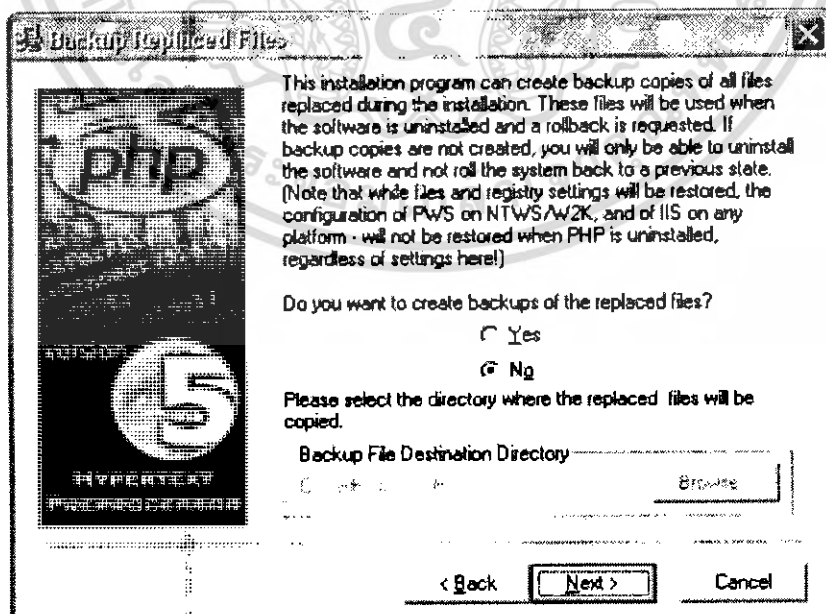 Backup Replaced Files
This installation program can create backup copies of all files
replaced during the installation. These files will be used when
the software is uninstalled and a rollback is requested. If
backup copies are not created, you will only be able to uninstall
the software and not roll the system back to a previous state.
(Note that while files and registry settings will be restored, the
configuration of PWS on NTWS/W2K, and of IIS on any
platform - will not be restored when PHP is uninstalled,
regardless of settings here!)
Do you want to create backups of the replaced files?
Yes
No
Please select the directory where the replaced files will be
copied.
Backup File Destination Directory
Browse
php
5
HYPERTEXT
< Back
Next >
Cancel